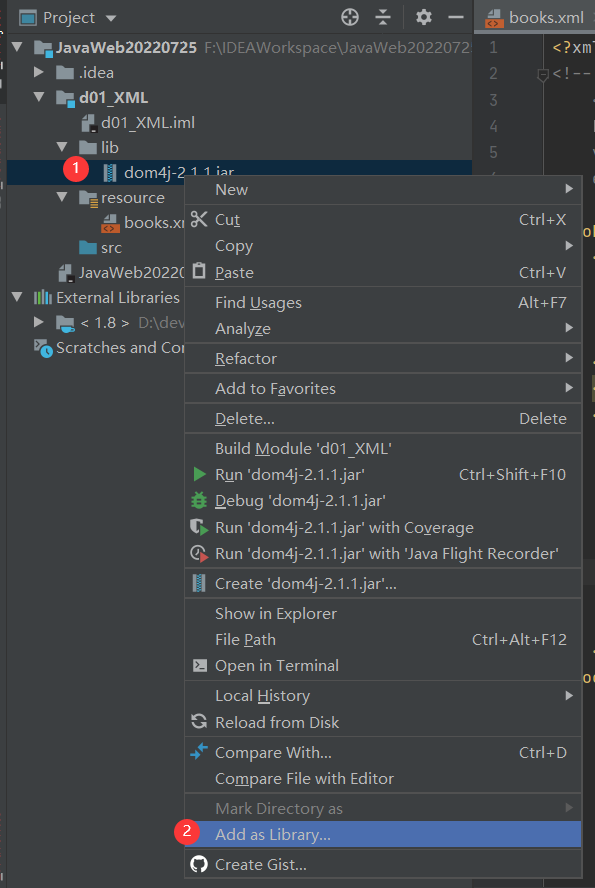 Project
books.xml
JavaWeb20220725 F:\IDEAWorkspace\JavaWeb2022072
1 <?xm
.idea
2 <!--
d01_XML
3
d01_XML.iml
4
lib
5
1
dom4j-2.1.1.jar
6
resource
7
books.x
src
JavaWeb20220
External Libraries
< 1.8 > D:\dev
Scratches and Co
New
Cut Ctrl+X
Copy
Paste Ctrl+V
Find Usages Alt+F7
Analyze
Refactor
Add to Favorites
Delete... Delete
Build Module 'd01_XML'
Run 'dom4j-2.1.1.jar' Ctrl+Shift+F10
Debug 'dom4j-2.1.1.jar'
Run 'dom4j-2.1.1.jar' with Coverage
Run 'dom4j-2.1.1.jar' with 'Java Flight Recorder'
Create 'dom4j-2.1.1.jar'...
Show in Explorer
File Path Ctrl+Alt+F12
Open in Terminal
Local History
Reload from Disk
Compare With... Ctrl+D
Compare File with Editor
Mark Directory as
2
Add as Library...
Create Gist...